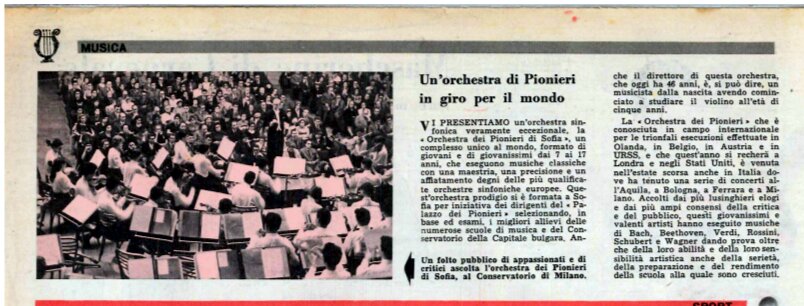 MUSICA
Un'orchestra di Pionieri
in giro per il mondo
VI PRESENTIAMO un'orchestra sin-
fonica veramente eccezionale, la
« Orchestra dei Pionieri di Sofia », un
complesso unico al mondo, formato di
giovani e di giovanissimi dai 7 ai 17
anni, che eseguono musiche classiche
con una maestria, una precisione e un
affiatamento degni delle più qualifica-
te orchestre sinfoniche europee. Que-
st'orchestra prodigio si è formata a So-
fia per iniziativa dei dirigenti del « Pa-
lazzo dei Pionieri » selezionando, in
base ed esami, i migliori allievi delle
numerose scuole di musica e del Con-
servatorio della Capitale bulgara. An-
Un folto pubblico di appassionati e di
critici ascolta l'orchestra dei Pionieri
di Sofia, al Conservatorio di Milano.
che il direttore di questa orchestra,
che oggi ha 46 anni, è, si può dire, un
musicista dalla nascita avendo comin-
ciato a studiare il violino all'età di
cinque anni.
La « Orchestra dei Pionieri » che è
conosciuta in campo internazionale
per le trionfali esecuzioni effettuate in
Olanda, in Belgio, in Austria e in
URSS, e che quest'anno si recherà a
Londra e negli Stati Uniti, è venuta
nell'estate scorsa anche in Italia do-
ve ha tenuto una serie di concerti al-
l'Aquila, a Bologna, a Ferrara e a Mi-
lano. Accolti dai più lusinghieri elogi
e dai più ampi consensi della critica
e del pubblico, questi giovanissimi e
valenti artisti hanno eseguito musiche
di Bach, Beethoven, Verdi, Rossini,
Schubert e Wagner dando prova oltre
che della loro abilità e della loro sen-
sibilità artistica anche della serietà,
della preparazione e del rendimento
della scuola alla quale sono cresciuti.
SPORT